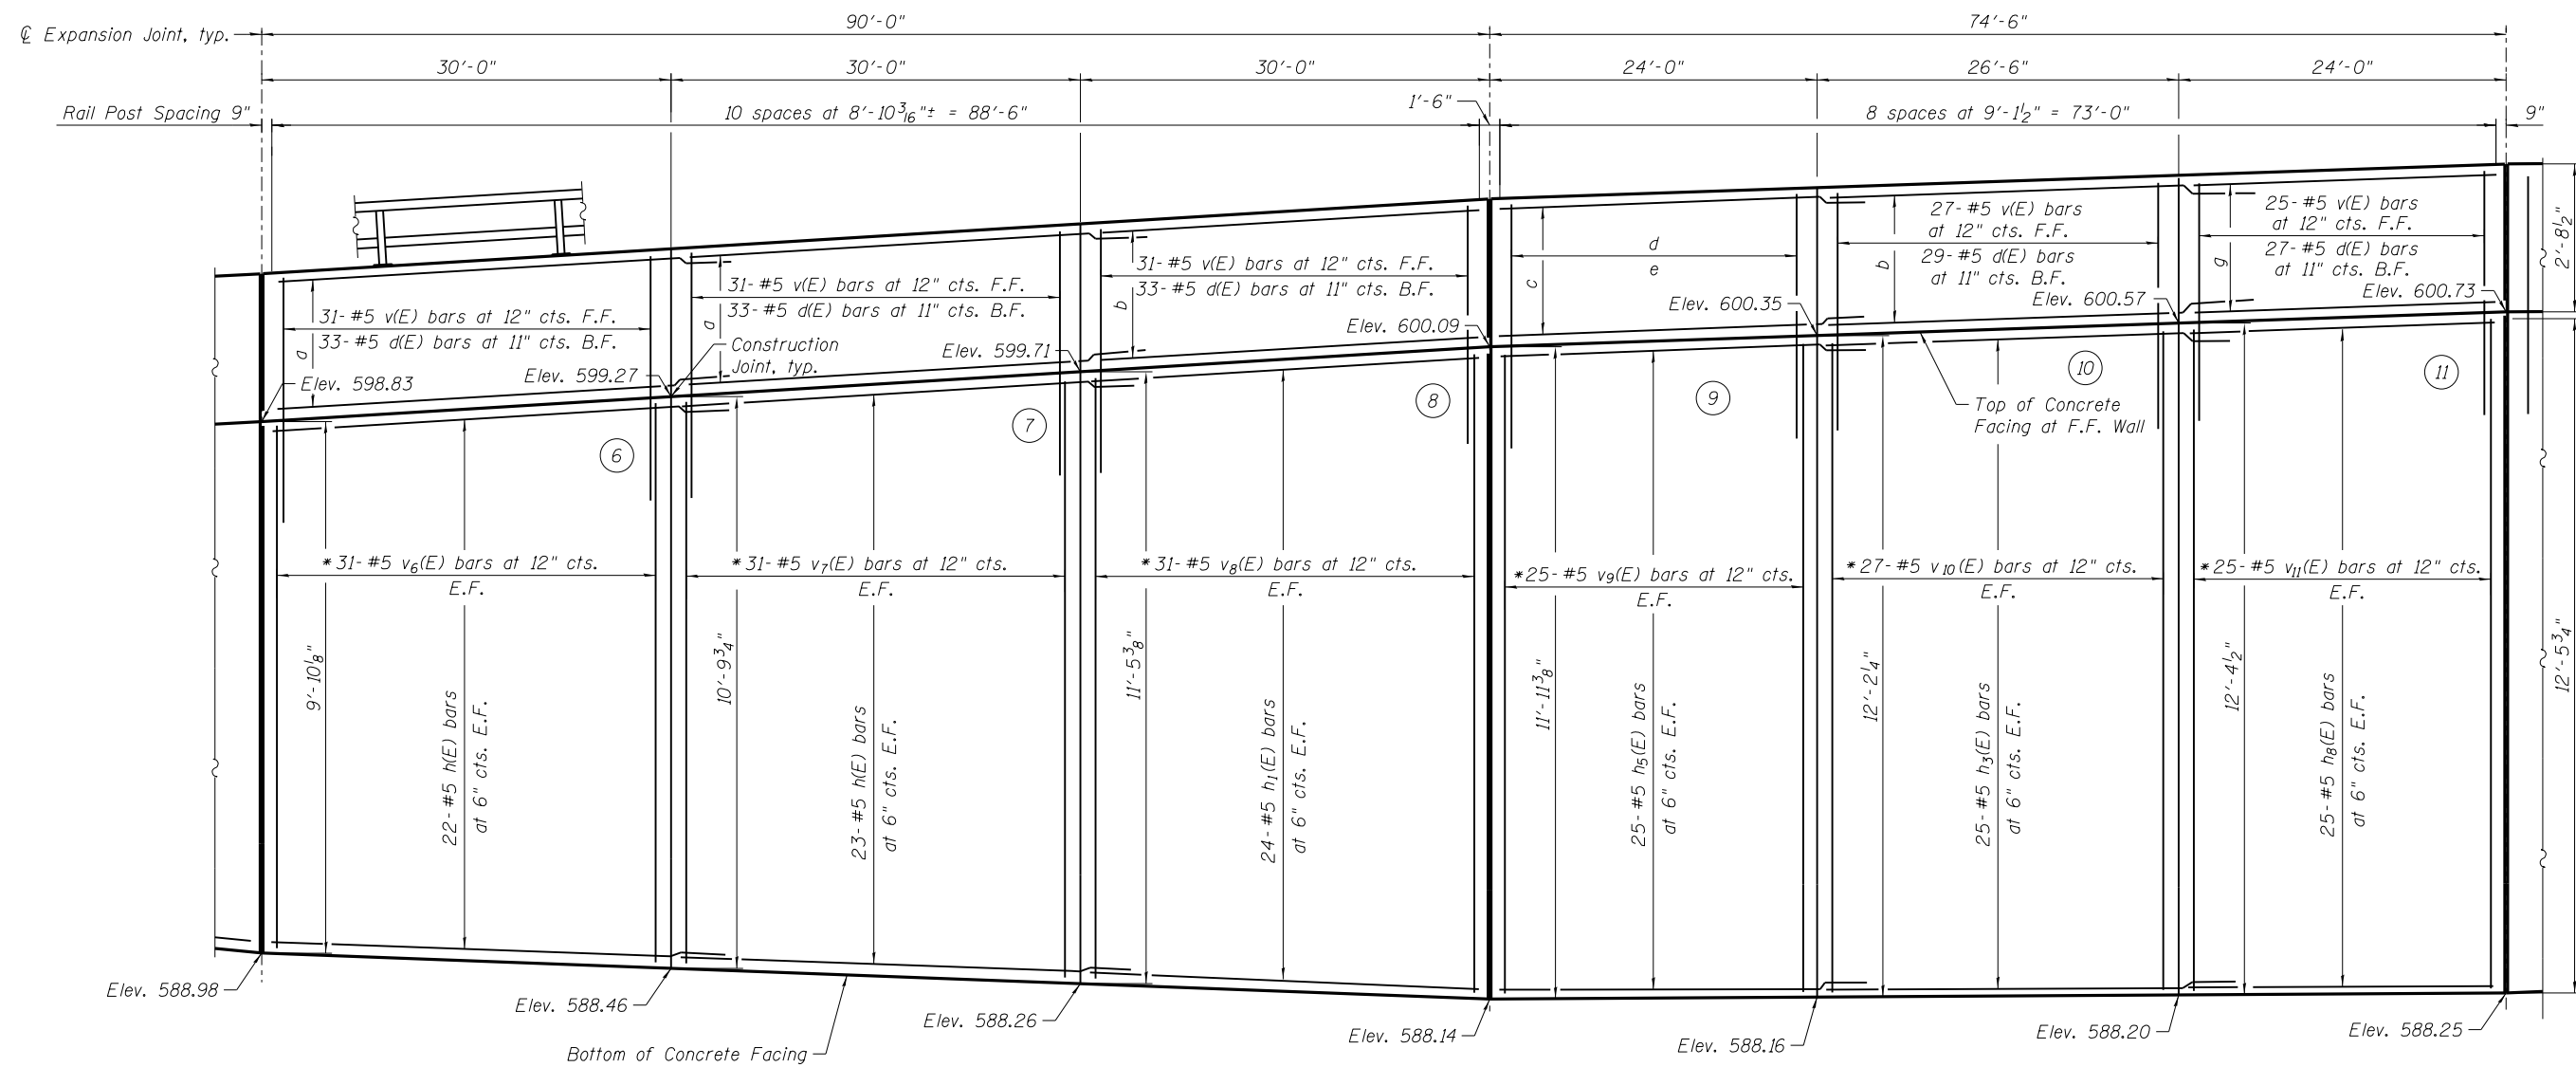 ℄ Expansion Joint, typ.
90'-0"
74'-6"
30'-0"
30'-0"
30'-0"
24'-0"
26'-6"
24'-0"
Rail Post Spacing 9"
10 spaces at 8'-10 3/16"± = 88'-6"
1'-6"
8 spaces at 9'-1 1/2" = 73'-0"
9"
31-#5 v(E) bars at 12" cts. F.F.
33-#5 d(E) bars at 11" cts. B.F.
a
31-#5 v(E) bars at 12" cts. F.F.
33-#5 d(E) bars at 11" cts. B.F.
a
31-#5 v(E) bars at 12" cts. F.F.
33-#5 d(E) bars at 11" cts. B.F.
b
c
d
e
27-#5 v(E) bars
at 12" cts. F.F.
29-#5 d(E) bars
at 11" cts. B.F.
b
25-#5 v(E) bars
at 12" cts. F.F.
27-#5 d(E) bars
at 11" cts. B.F.
g
2'-8 1/2"
Elev. 598.83
Elev. 599.27
Construction
Joint, typ.
Elev. 599.71
Elev. 600.09
Elev. 600.35
Elev. 600.57
Elev. 600.73
6
7
8
9
10
11
Top of Concrete
Facing at F.F. Wall
*31-#5 v6(E) bars at 12" cts.
E.F.
*31-#5 v7(E) bars at 12" cts.
E.F.
*31-#5 v8(E) bars at 12" cts.
E.F.
*25-#5 v9(E) bars at 12" cts.
E.F.
*27-#5 v10(E) bars at 12" cts.
E.F.
*25-#5 v11(E) bars at 12" cts.
E.F.
9'-10 1/8"
22-#5 h(E) bars
at 6" cts. E.F.
10'-9 3/4"
23-#5 h(E) bars
at 6" cts. E.F.
11'-5 3/8"
24-#5 h1(E) bars
at 6" cts. E.F.
11'-11 3/8"
25-#5 h5(E) bars
at 6" cts. E.F.
12'-2 1/4"
25-#5 h3(E) bars
at 6" cts. E.F.
12'-4 1/2"
25-#5 h8(E) bars
at 6" cts. E.F.
12'-5 3/4"
Elev. 588.98
Elev. 588.46
Elev. 588.26
Elev. 588.14
Elev. 588.16
Elev. 588.20
Elev. 588.25
Bottom of Concrete Facing